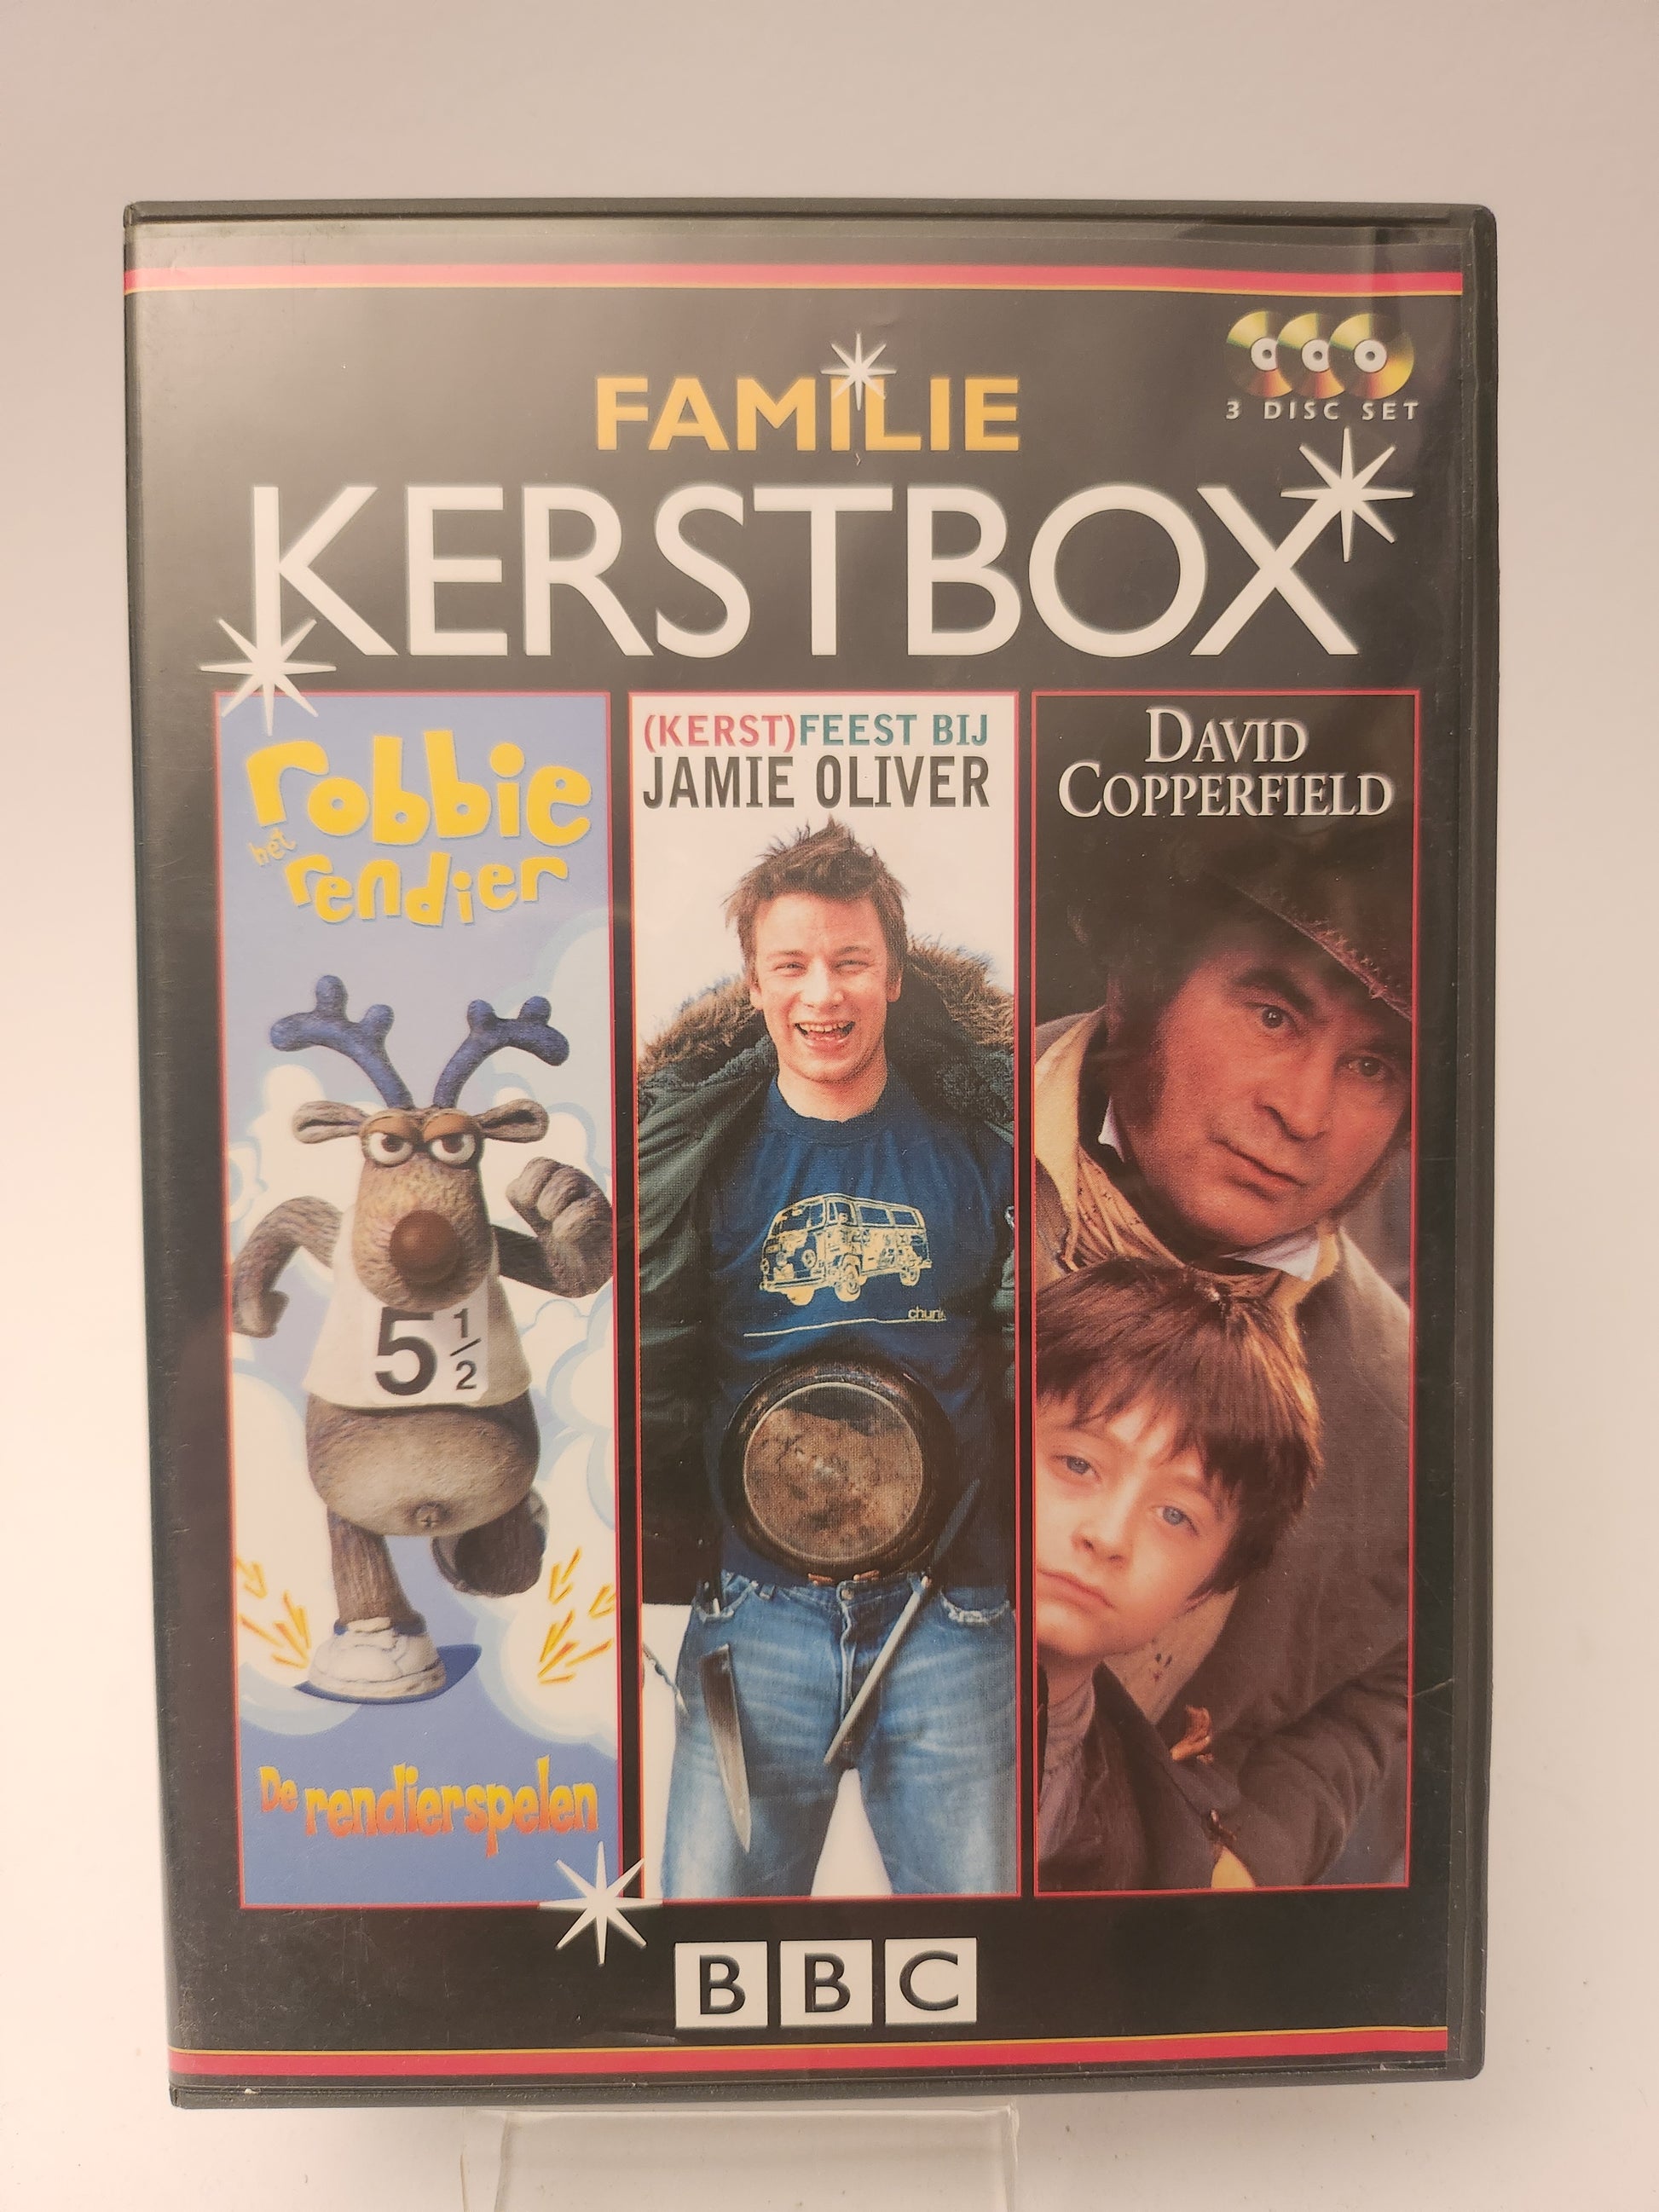 3 DISC SET
FAMILIE
KERSTBOX
robbie
het
rendier
5 1/2
De rendierspelen
(KERST)FEEST BIJ
JAMIE OLIVER
chunk
DAVID
COPPERFIELD
BBC